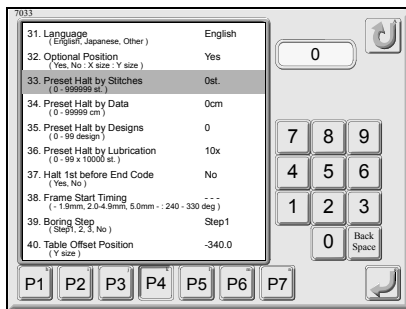 7033
31. Language English
( English, Japanese, Other )
32. Optional Position Yes
( Yes, No : X size : Y size )
33. Preset Halt by Stitches 0st.
( 0 - 999999 st. )
34. Preset Halt by Data 0cm
( 0 - 99999 cm )
35. Preset Halt by Designs 0
( 0 - 99 design )
36. Preset Halt by Lubrication 10x
( 0 - 99 x 10000 st. )
37. Halt 1st before End Code No
( Yes, No )
38. Frame Start Timing - - -
( - 1.9mm, 2.0-4.9mm, 5.0mm - : 240 - 330 deg )
39. Boring Step Step1
( Step1, 2, 3, No )
40. Table Offset Position -340.0
( Y size )
0
7 8 9
4 5 6
1 2 3
0 Back
Space
P1 P2 P3 P4 P5 P6 P7